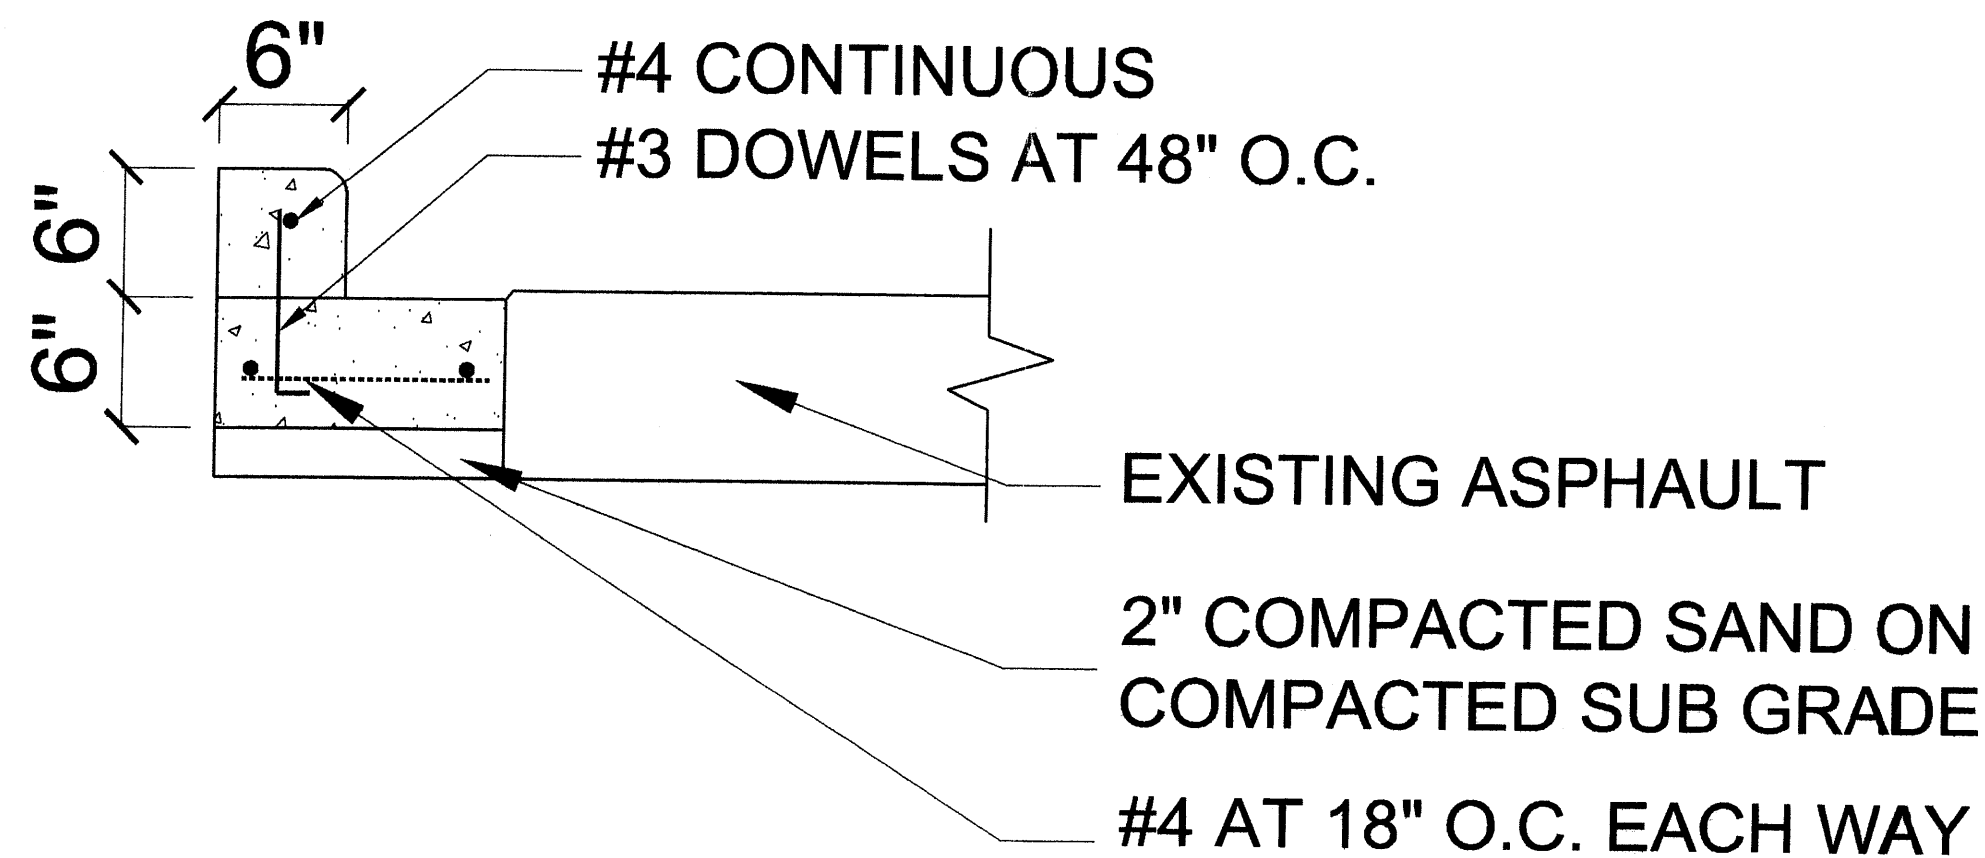 6"
#4 CONTINUOUS
#3 DOWELS AT 48" O.C.
6"
6"
EXISTING ASPHAULT
2" COMPACTED SAND ON
COMPACTED SUB GRADE
#4 AT 18" O.C. EACH WAY